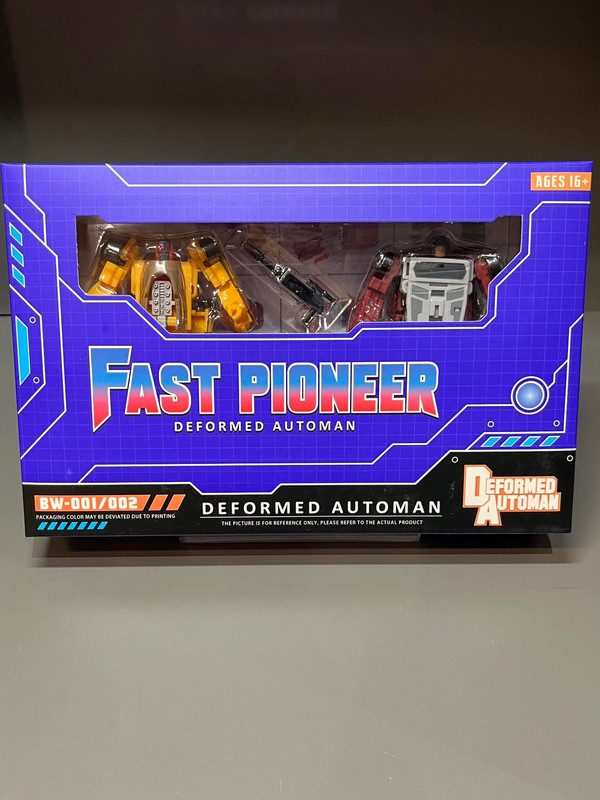 AGES 16+
FAST PIONEER
DEFORMED AUTOMAN
BW-001/002
PACKAGING COLOR MAY BE DEVIATED DUE TO PRINTING
DEFORMED AUTOMAN
THE PICTURE IS FOR REFERENCE ONLY, PLEASE REFER TO THE ACTUAL PRODUCT
DEFORMED
AUTOMAN